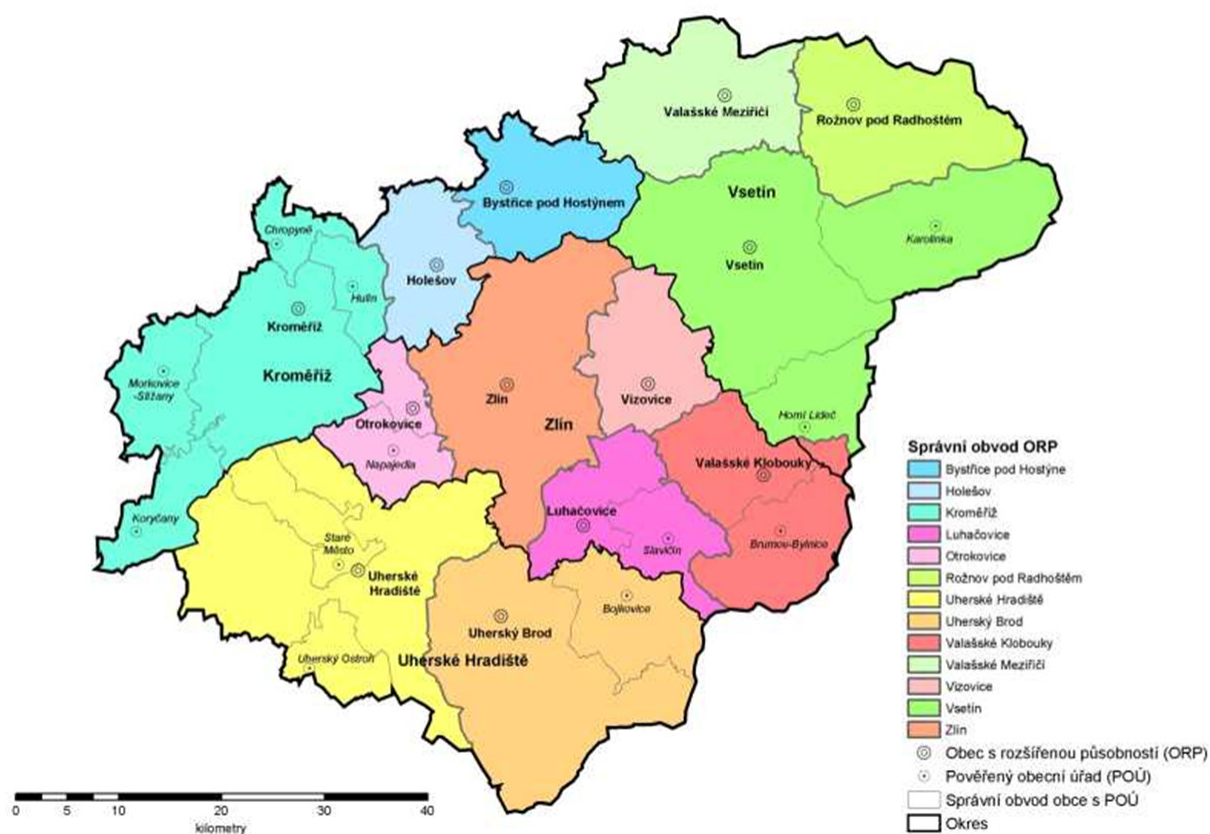 Valašské Meziříčí
Rožnov pod Radhoštěm
Vsetín
Bystřice pod Hostýnem
Karolinka
Chropyně
Vsetín
Holešov
Hulín
Kroměříž
Kroměříž
Morkovice
-Slížany
Zlín
Vizovice
Otrokovice
Zlín
Horní Lideč
Napajedla
Valašské Klobouky
Koryčany
Luhačovice
Staré
Město
Slavičín
Brumov-Bylnice
Uherské
Hradiště
Bojkovice
Uherský Brod
Uherský Ostroh
Uherské Hradiště
Správní obvod ORP
Bystřice pod Hostýne
Holešov
Kroměříž
Luhačovice
Otrokovice
Rožnov pod Radhoštěm
Uherské Hradiště
Uherský Brod
Valašské Klobouky
Valašské Meziříčí
Vizovice
Vsetín
Zlín
Obec s rozšířenou působností (ORP)
Pověřený obecní úřad (POÚ)
Správní obvod obce s POÚ
Okres
0 5 10 20 30 40
kilometry